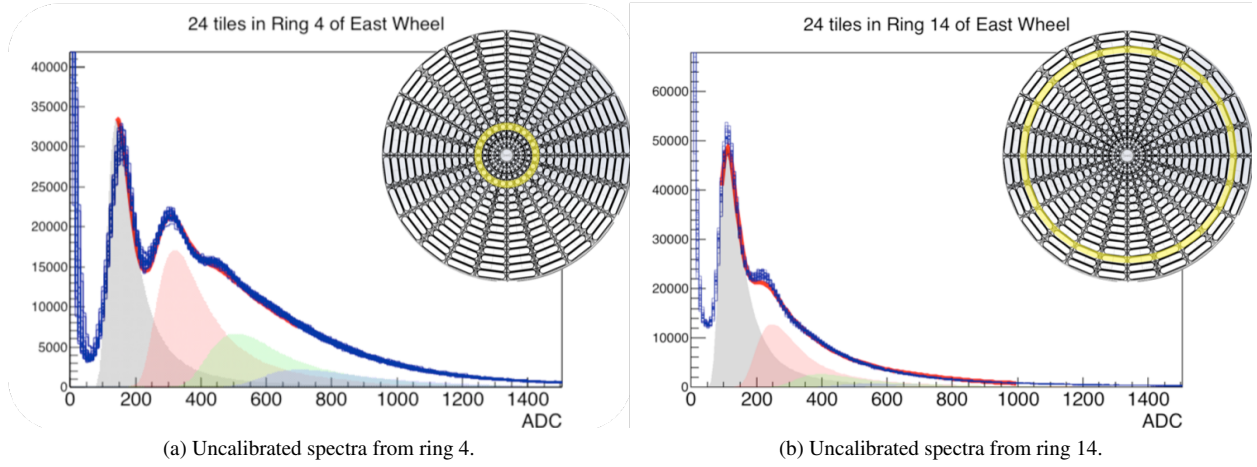 24 tiles in Ring 4 of East Wheel
40000
35000
30000
25000
20000
15000
10000
5000
0
0 200 400 600 800 1000 1200 1400
ADC
(a) Uncalibrated spectra from ring 4.
24 tiles in Ring 14 of East Wheel
60000
50000
40000
30000
20000
10000
0
0 200 400 600 800 1000 1200 1400
ADC
(b) Uncalibrated spectra from ring 14.